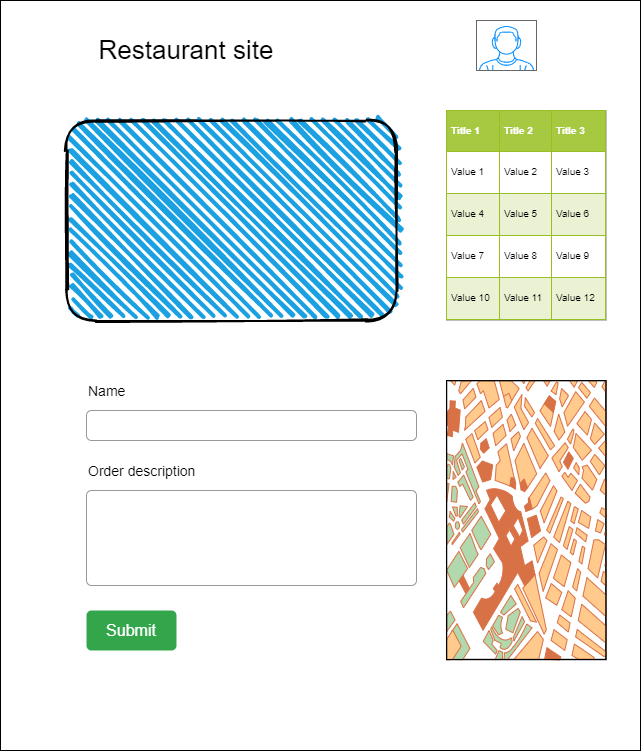 Restaurant site
Title 1 Title 2 Title 3
Value 1 Value 2 Value 3
Value 4 Value 5 Value 6
Value 7 Value 8 Value 9
Value 10 Value 11 Value 12
Name
Order description
Submit